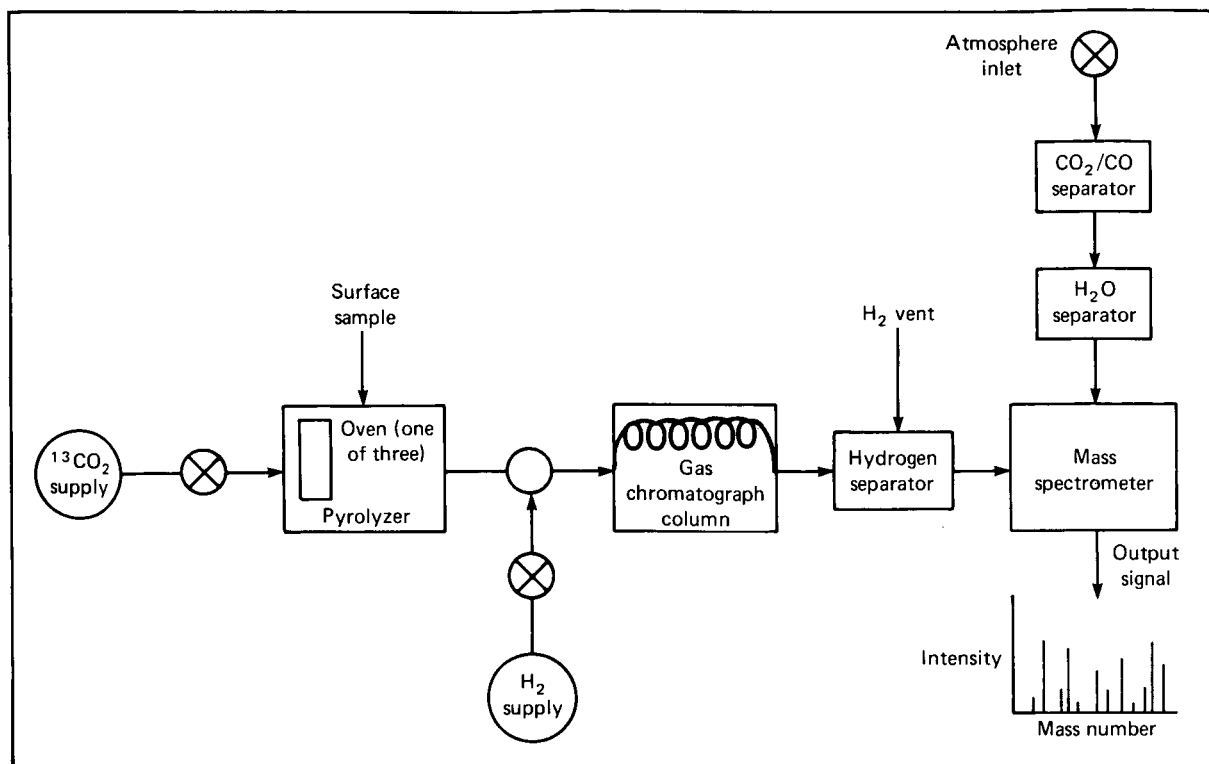 Atmosphere
inlet
CO₂/CO
separator
H₂O
separator
Surface
sample
H₂ vent
¹³CO₂
supply
Oven (one
of three)
Pyrolyzer
Gas
chromatograph
column
Hydrogen
separator
Mass
spectrometer
H₂
supply
Output
signal
Intensity
Mass number